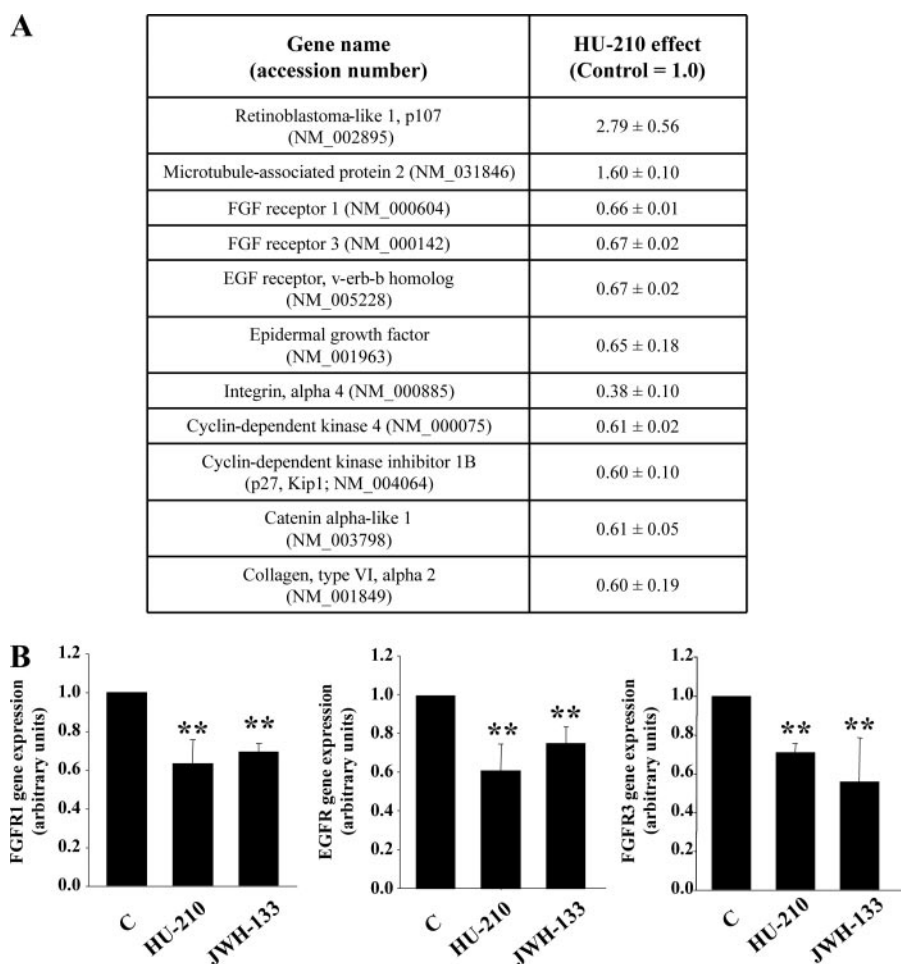 A
Gene name
(accession number)
HU-210 effect
(Control = 1.0)
Retinoblastoma-like 1, p107
(NM_002895)
2.79 ± 0.56
Microtubule-associated protein 2 (NM_031846)
1.60 ± 0.10
FGF receptor 1 (NM_000604)
0.66 ± 0.01
FGF receptor 3 (NM_000142)
0.67 ± 0.02
EGF receptor, v-erb-b homolog
(NM_005228)
0.67 ± 0.02
Epidermal growth factor
(NM_001963)
0.65 ± 0.18
Integrin, alpha 4 (NM_000885)
0.38 ± 0.10
Cyclin-dependent kinase 4 (NM_000075)
0.61 ± 0.02
Cyclin-dependent kinase inhibitor 1B
(p27, Kip1; NM_004064)
0.60 ± 0.10
Catenin alpha-like 1
(NM_003798)
0.61 ± 0.05
Collagen, type VI, alpha 2
(NM_001849)
0.60 ± 0.19
B
FGFR1 gene expression
(arbitrary units)
1.2
1.0
0.8
0.6
0.4
0.2
0.0
**
**
C
HU-210
JWH-133
EGFR gene expression
(arbitrary units)
1.2
1.0
0.8
0.6
0.4
0.2
0.0
**
**
C
HU-210
JWH-133
FGFR3 gene expression
(arbitrary units)
1.2
1.0
0.8
0.6
0.4
0.2
0.0
**
**
C
HU-210
JWH-133